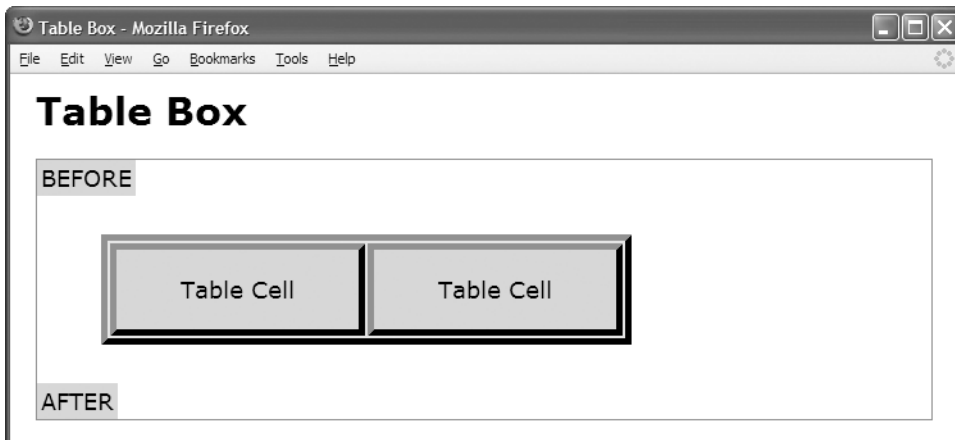 Table Box - Mozilla Firefox
File Edit View Go Bookmarks Tools Help
Table Box
BEFORE
Table Cell Table Cell
AFTER